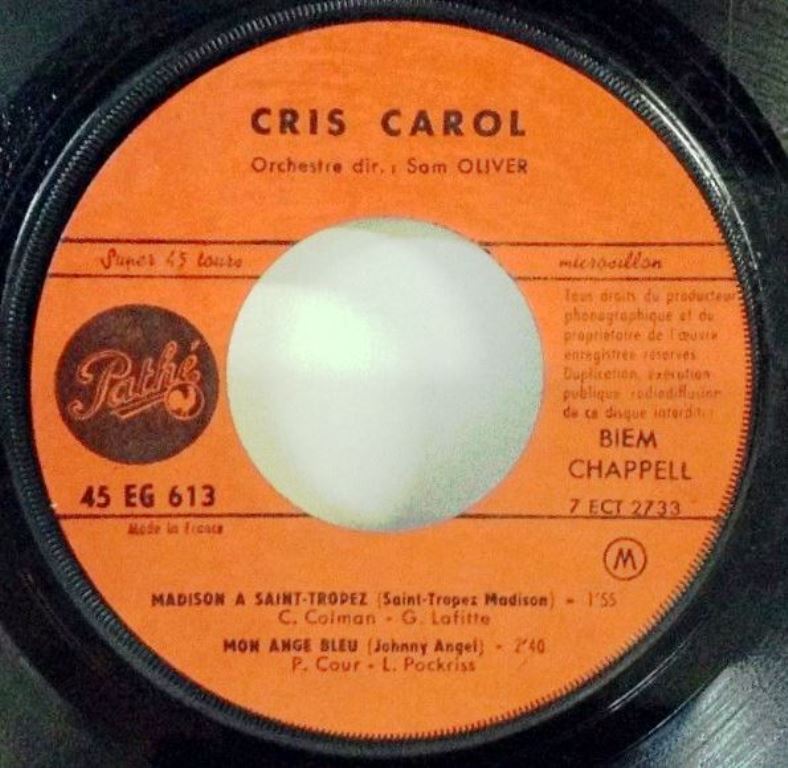 CRIS CAROL
Orchestre dir. : Sam OLIVER
Super 45 tours
microsillon
Tous droits du producteur
phonographique et du
propriétaire de l'œuvre
enregistrée réservés
Duplication, exécution
publique radiodiffusion
de ce disque interdit
Pathé
BIEM
CHAPPELL
45 EG 613
7 ECT 2733
Made in France
M
MADISON A SAINT-TROPEZ (Saint-Tropez Madison) - 1'55
C. Colman - G. Lafitte
MON ANGE BLEU (Johnny Angel) - 2'40
P. Cour - L. Pockriss